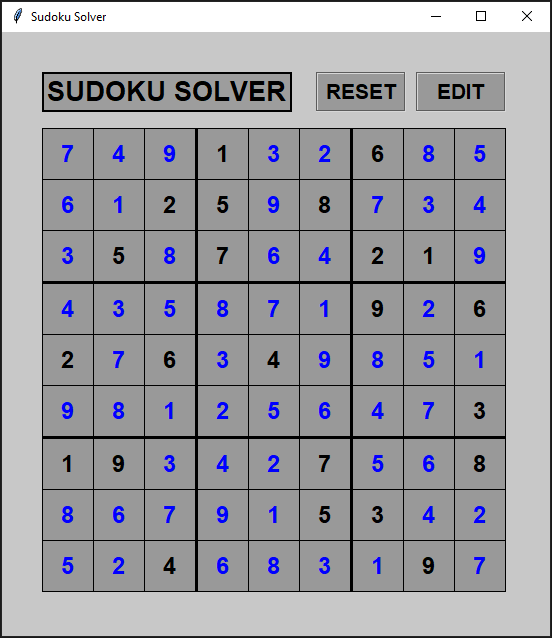 Sudoku Solver
SUDOKU SOLVER RESET EDIT
7 4 9 1 3 2 6 8 5
6 1 2 5 9 8 7 3 4
3 5 8 7 6 4 2 1 9
4 3 5 8 7 1 9 2 6
2 7 6 3 4 9 8 5 1
9 8 1 2 5 6 4 7 3
1 9 3 4 2 7 5 6 8
8 6 7 9 1 5 3 4 2
5 2 4 6 8 3 1 9 7